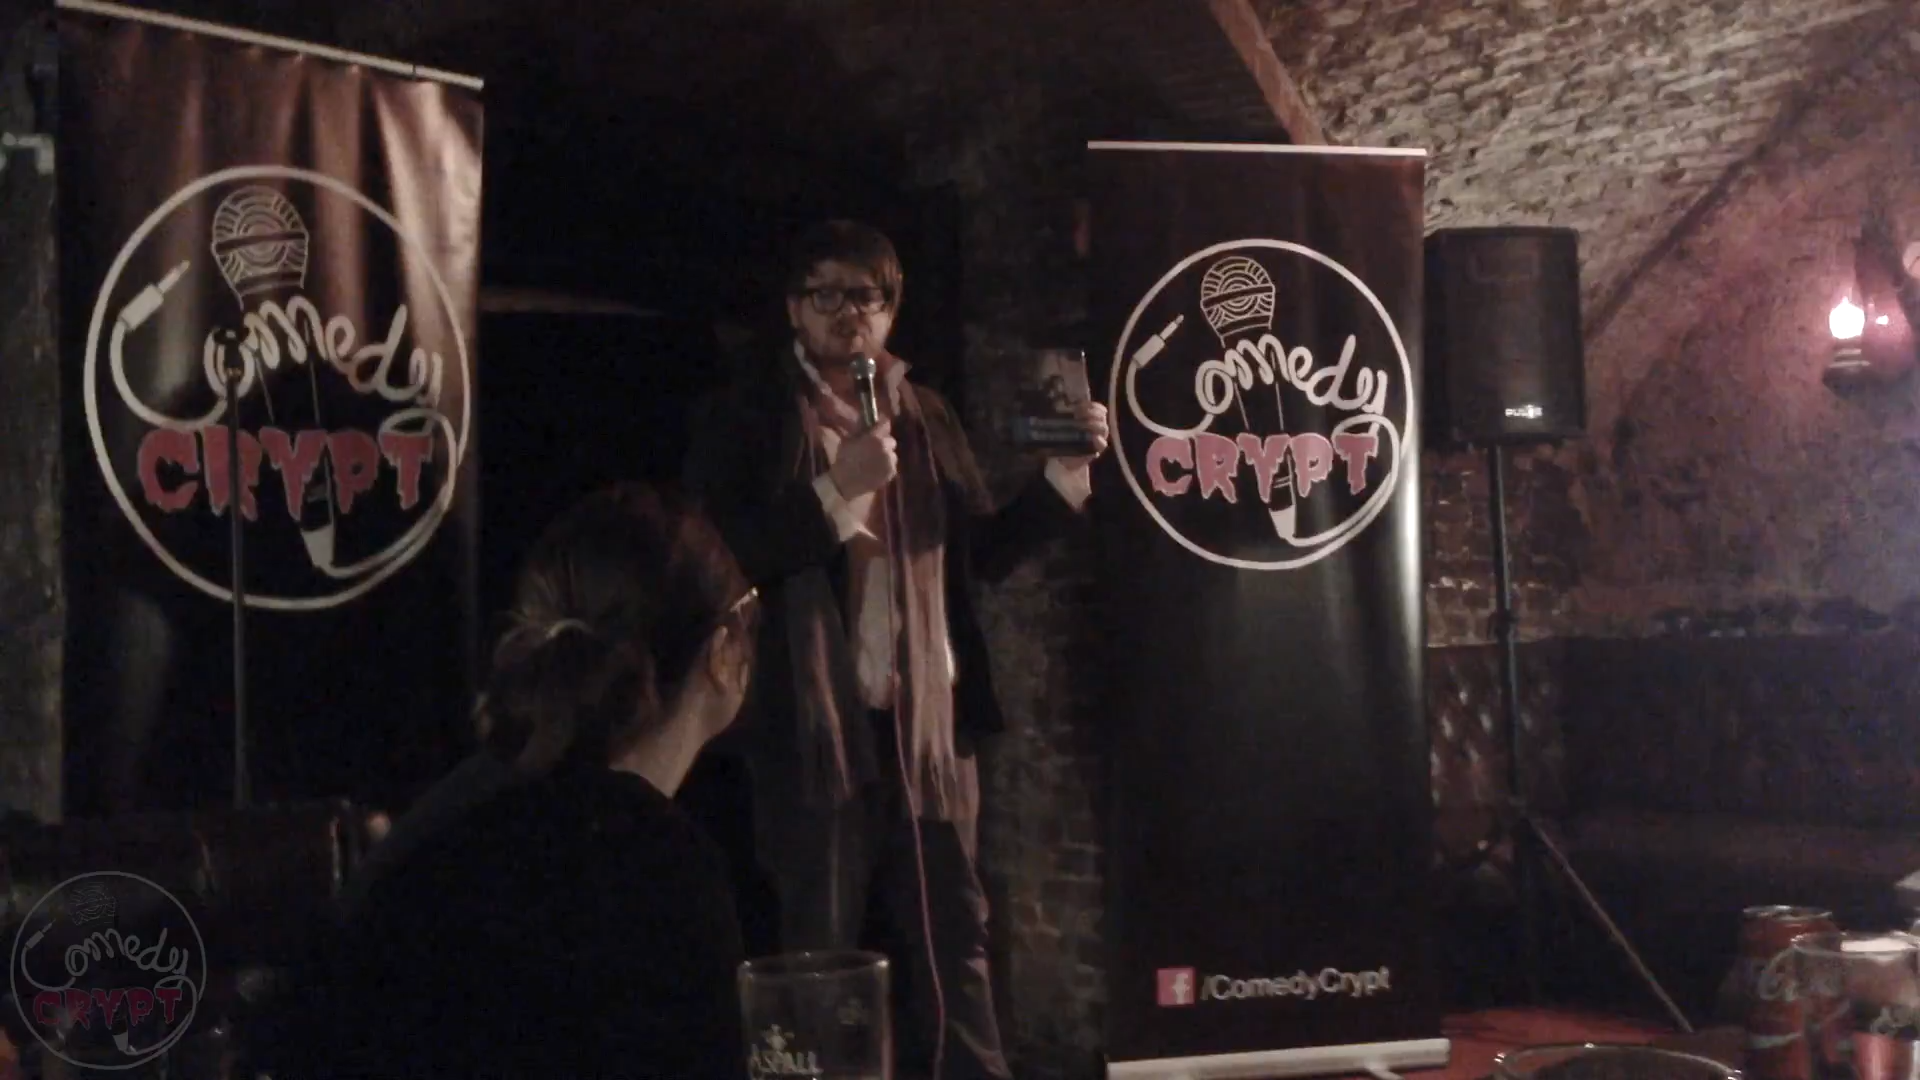 Comedy
CRYPT
Comedy
CRYPT
PULSE
/ComedyCrypt
Comedy
CRYPT
ASPALL